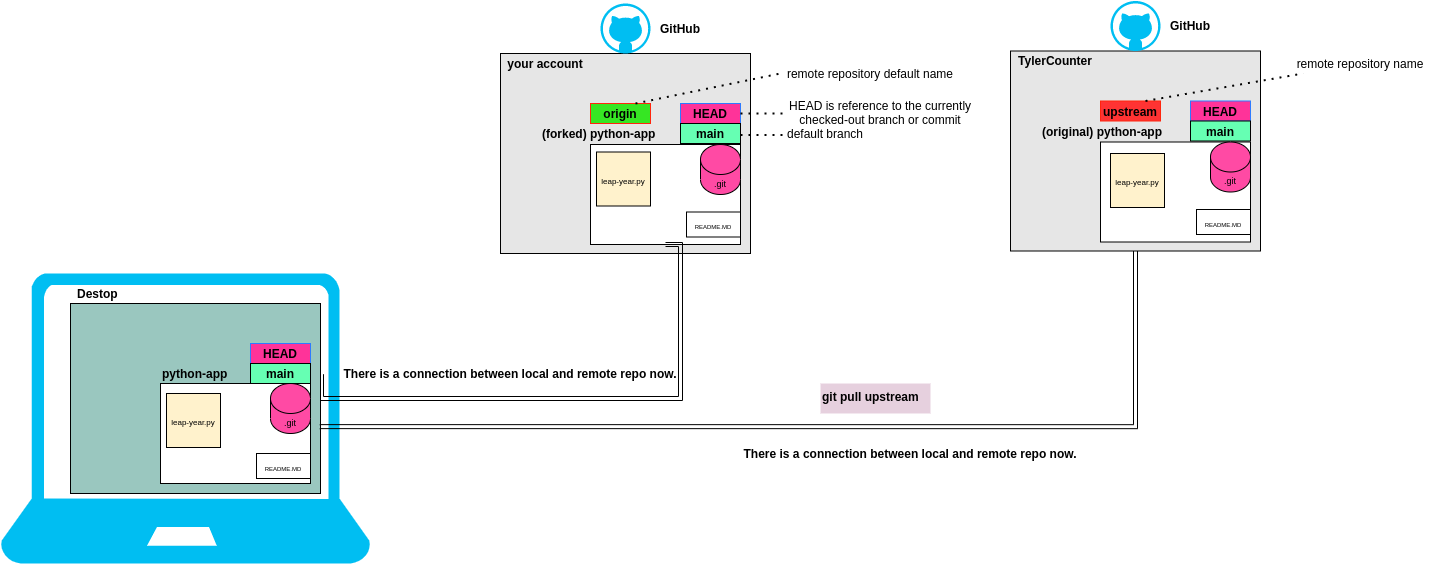 GitHub
your account
remote repository default name
origin
HEAD
HEAD is reference to the currently
checked-out branch or commit
(forked) python-app
main
default branch
leap-year.py
.git
README.MD
GitHub
TylerCounter
remote repository name
upstream
HEAD
(original) python-app
main
leap-year.py
.git
README.MD
Destop
HEAD
python-app
main
leap-year.py
.git
README.MD
There is a connection between local and remote repo now.
git pull upstream
There is a connection between local and remote repo now.